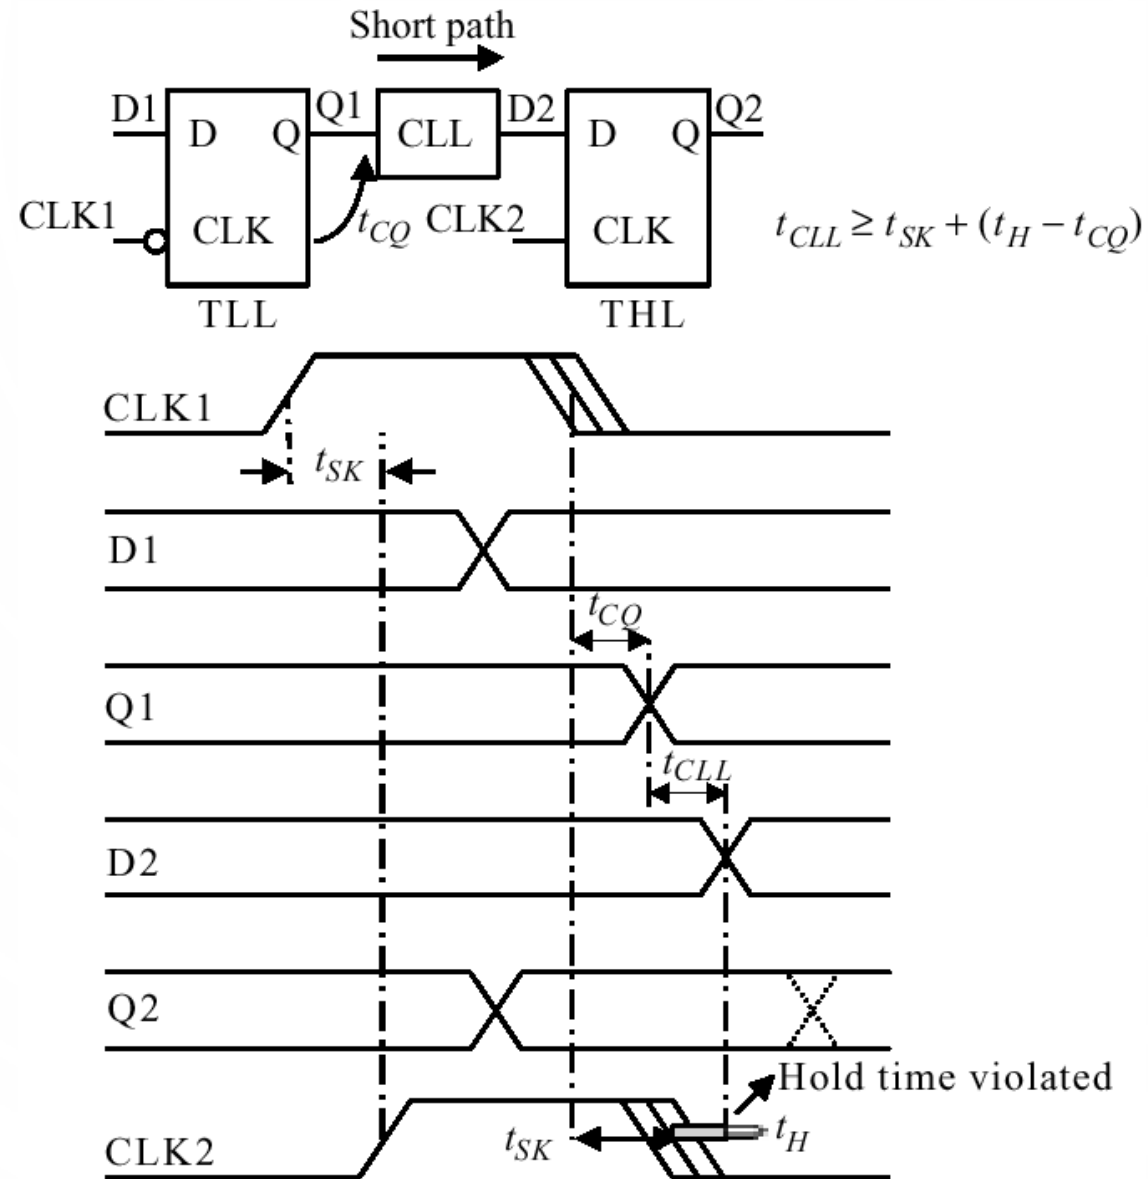 Short path
D1 D Q Q1 CLL D2 D Q Q2
CLK1 CLK t_CQ CLK2 CLK t_CLL ≥ t_SK + (t_H − t_CQ)
TLL THL
CLK1
t_SK
D1
t_CQ
Q1
t_CLL
D2
Q2
Hold time violated
t_SK t_H
CLK2